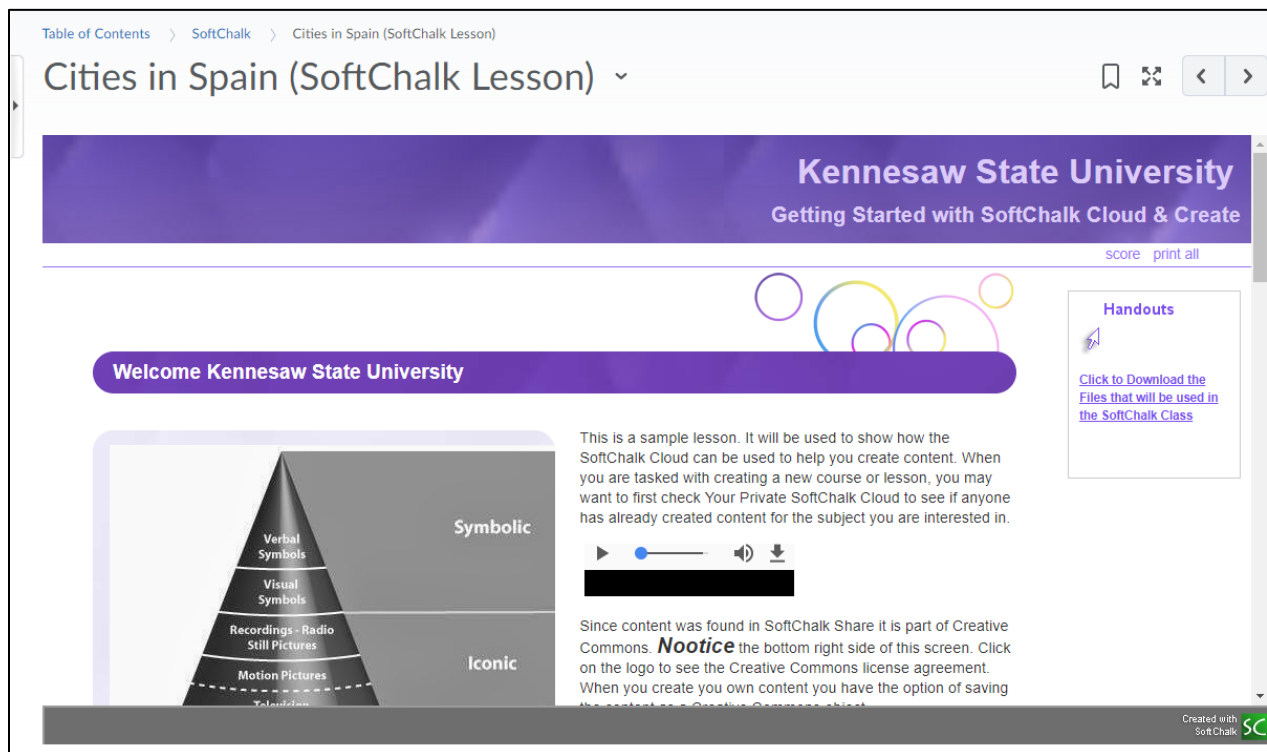 Table of Contents > SoftChalk > Cities in Spain (SoftChalk Lesson)
Cities in Spain (SoftChalk Lesson)
Kennesaw State University
Getting Started with SoftChalk Cloud & Create
score print all
Handouts
Click to Download the
Files that will be used in
the SoftChalk Class
Welcome Kennesaw State University
Symbolic
Verbal
Symbols
Visual
Symbols
Recordings - Radio
Still Pictures
Iconic
Motion Pictures
Television
This is a sample lesson. It will be used to show how the
SoftChalk Cloud can be used to help you create content. When
you are tasked with creating a new course or lesson, you may
want to first check Your Private SoftChalk Cloud to see if anyone
has already created content for the subject you are interested in.
Since content was found in SoftChalk Share it is part of Creative
Commons. Nootice the bottom right side of this screen. Click
on the logo to see the Creative Commons license agreement.
When you create you own content you have the option of saving
the content as a Creative Commons object.
Created with
SoftChalk SC